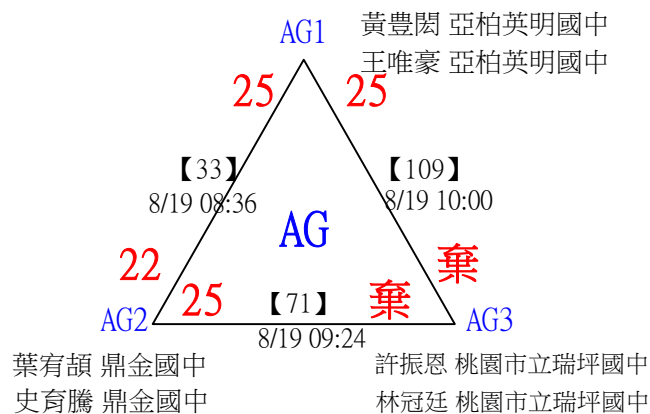 AG1
黃豊閎 亞柏英明國中
王唯豪 亞柏英明國中
25
25
【33】
8/19 08:36
【109】
8/19 10:00
AG
22
棄
25
【71】
棄
AG2
8/19 09:24
AG3
葉宥頡 鼎金國中
史育騰 鼎金國中
許振恩 桃園市立瑞坪國中
林冠廷 桃園市立瑞坪國中